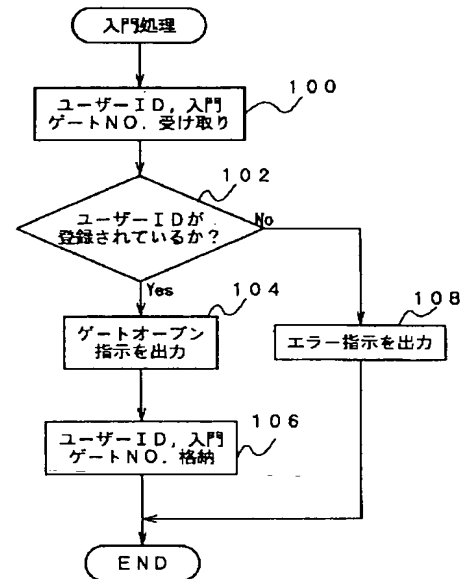 入門処理
100
ユーザーID,入門
ゲートNO.受け取り
102
ユーザーIDが
登録されているか?
No
Yes
104
ゲートオープン
指示を出力
108
エラー指示を出力
106
ユーザーID,入門
ゲートNO.格納
END